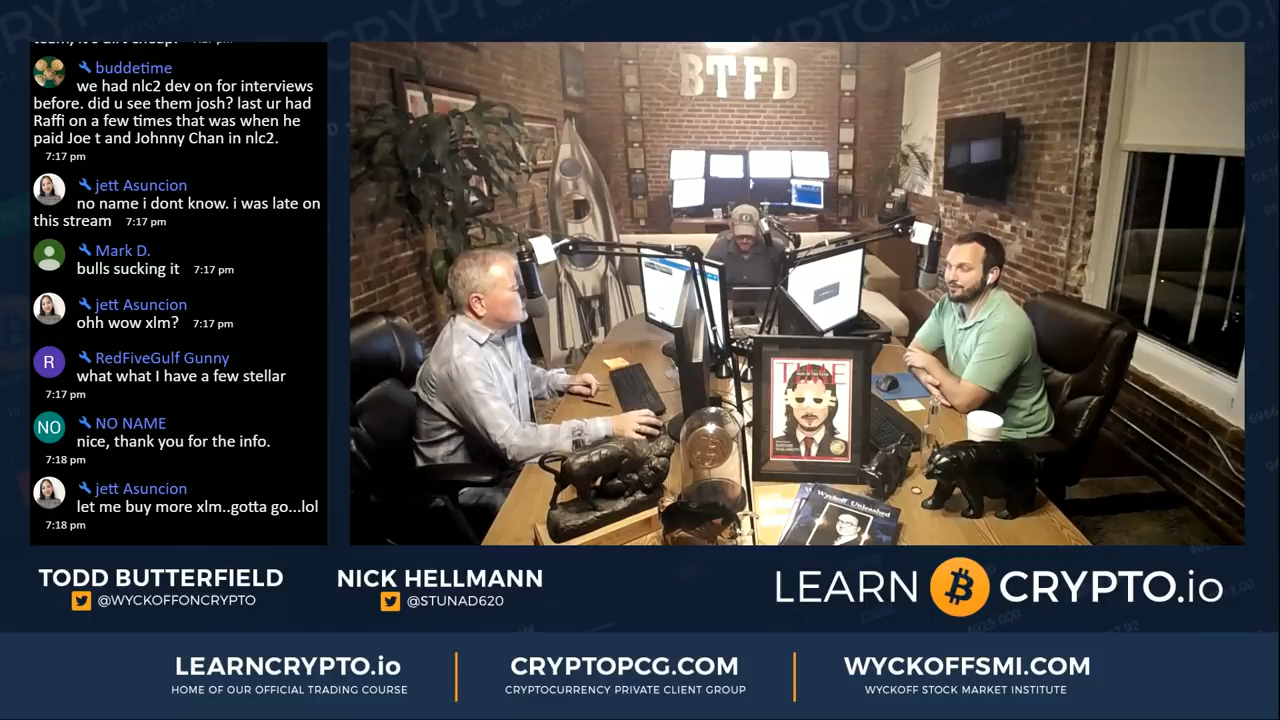 buddetime
we had nlc2 dev on for interviews
before. did u see them josh? last ur had
Raffi on a few times that was when he
paid Joe t and Johnny Chan in nlc2.
7:17 pm
jett Asuncion
no name i dont know. i was late on
this stream 7:17 pm
Mark D.
bulls sucking it 7:17 pm
jett Asuncion
ohh wow xlm? 7:17 pm
R
RedFiveGulf Gunny
what what I have a few stellar
7:17 pm
NO
NO NAME
nice, thank you for the info.
7:18 pm
jett Asuncion
let me buy more xlm..gotta go...lol
7:18 pm
BTFD
TIME
Wyckoff Unleashed
TODD BUTTERFIELD
@WYCKOFFONCRYPTO
NICK HELLMANN
@STUNAD620
LEARN CRYPTO.io
LEARNCRYPTO.io
HOME OF OUR OFFICIAL TRADING COURSE
CRYPTOPCG.COM
CRYPTOCURRENCY PRIVATE CLIENT GROUP
WYCKOFFSMI.COM
WYCKOFF STOCK MARKET INSTITUTE